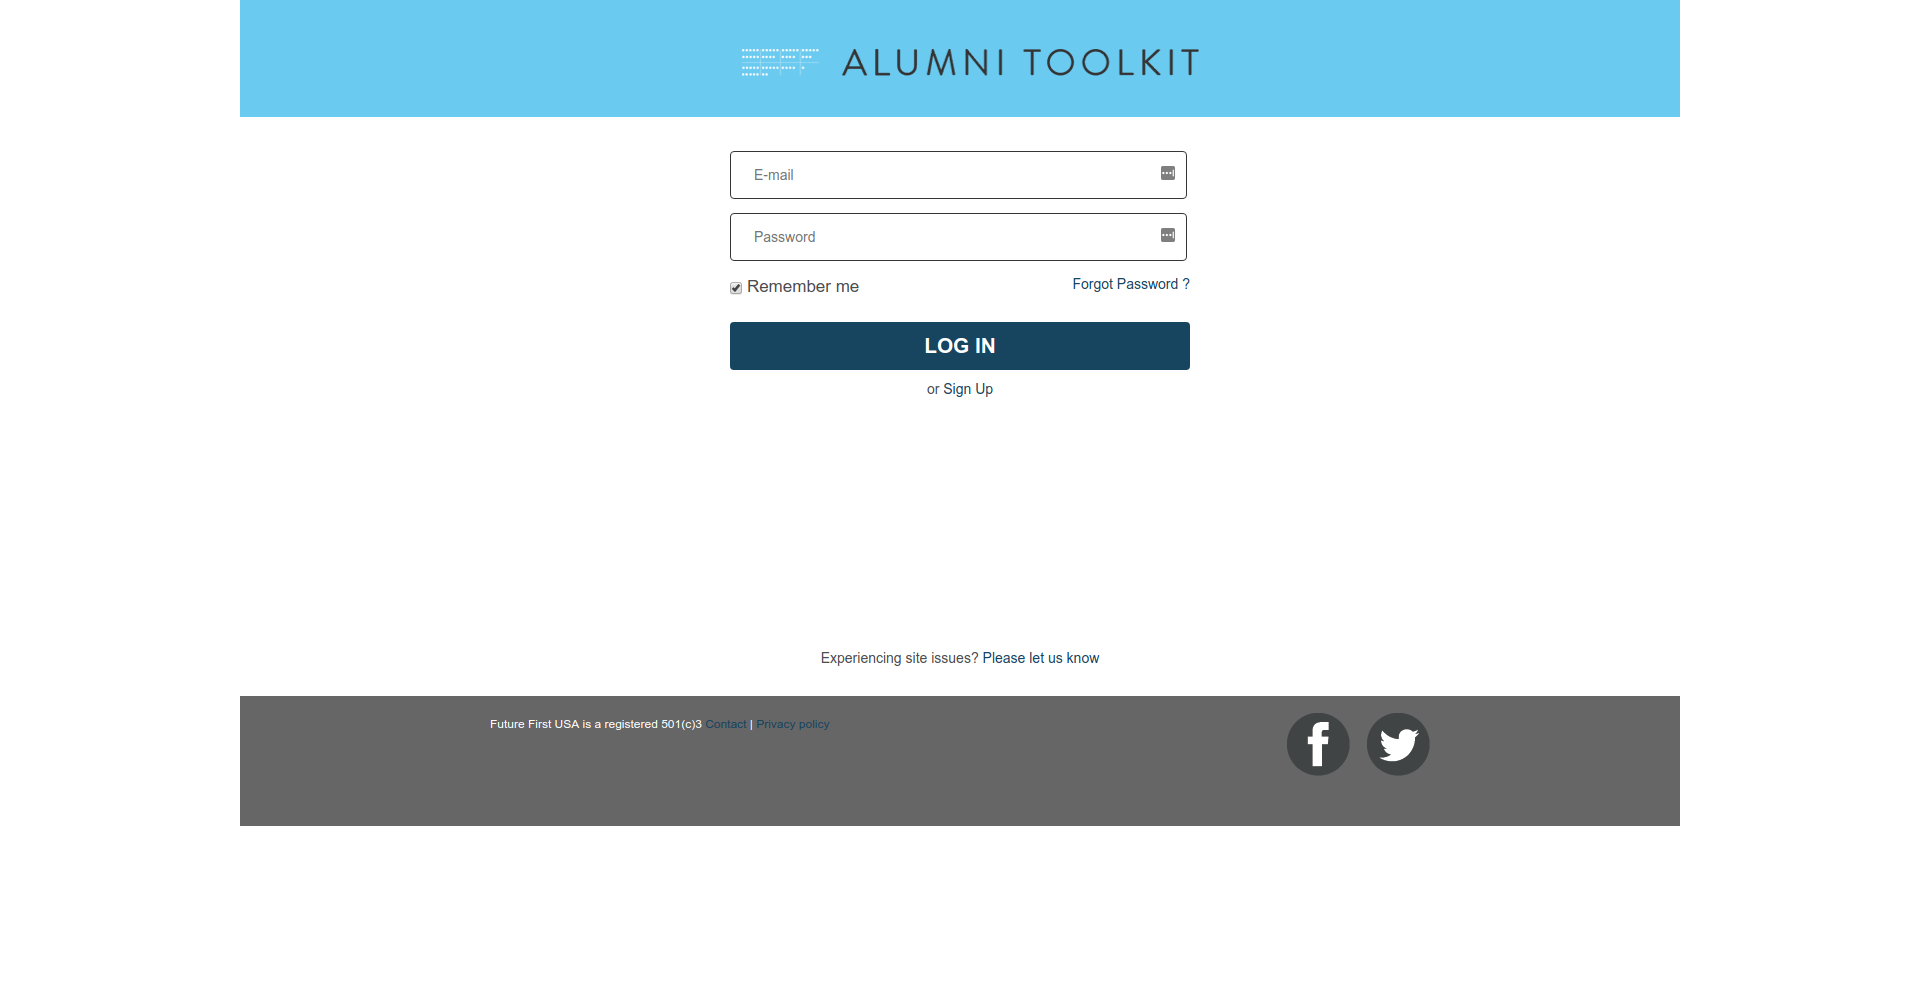 ALUMNI TOOLKIT
E-mail
Password
Remember me
Forgot Password ?
LOG IN
or Sign Up
Experiencing site issues? Please let us know
Future First USA is a registered 501(c)3 Contact | Privacy policy